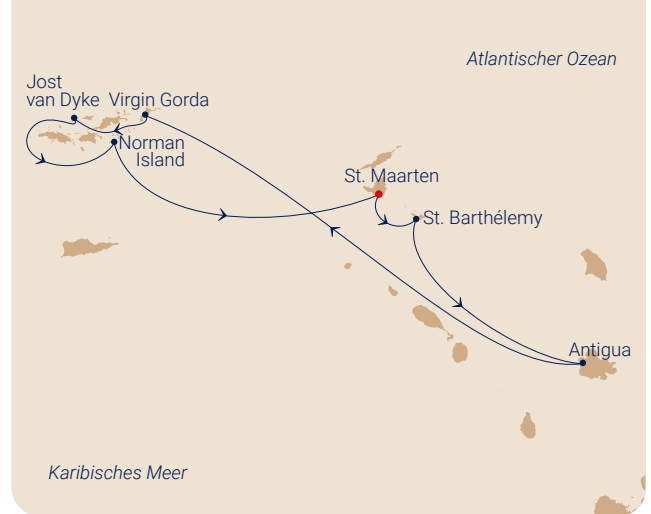 Atlantischer Ozean
Jost
van Dyke
Virgin Gorda
Norman
Island
St. Maarten
St. Barthélemy
Antigua
Karibisches Meer